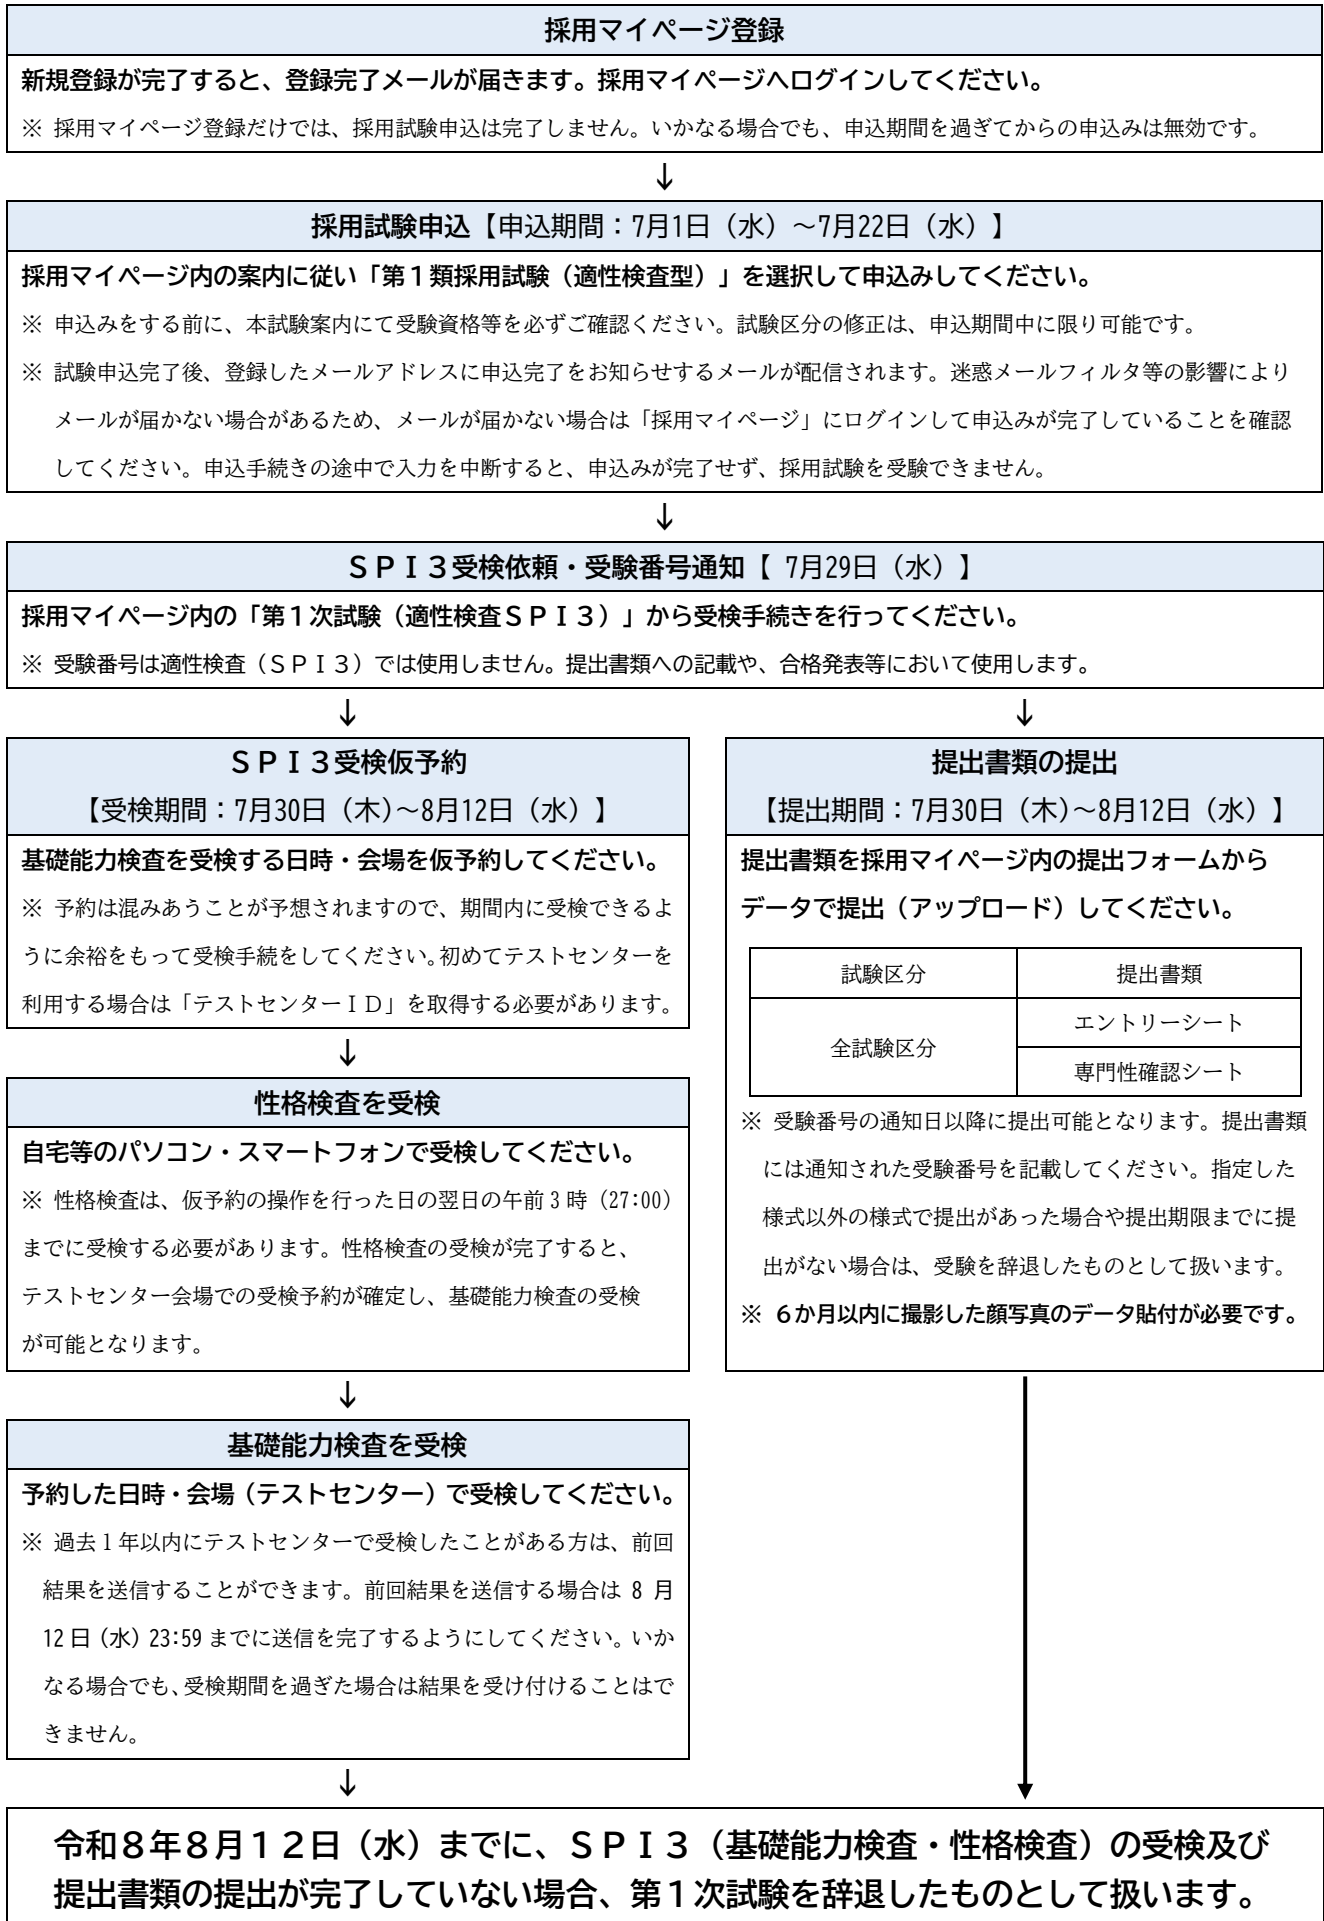 採用マイページ登録
新規登録が完了すると、登録完了メールが届きます。採用マイページへログインしてください。
※ 採用マイページ登録だけでは、採用試験申込は完了しません。いかなる場合でも、申込期間を過ぎてからの申込みは無効です。
↓
採用試験申込【申込期間：7月1日（水）～7月22日（水）】
採用マイページ内の案内に従い「第１類採用試験（適性検査型）」を選択して申込みしてください。
※ 申込みをする前に、本試験案内にて受験資格等を必ずご確認ください。試験区分の修正は、申込期間中に限り可能です。
※ 試験申込完了後、登録したメールアドレスに申込完了をお知らせするメールが配信されます。迷惑メールフィルタ等の影響により
メールが届かない場合があるため、メールが届かない場合は「採用マイページ」にログインして申込みが完了していることを確認
してください。申込手続きの途中で入力を中断すると、申込みが完了せず、採用試験を受験できません。
↓
ＳＰＩ３受検依頼・受験番号通知【 7月29日（水）】
採用マイページ内の「第１次試験（適性検査ＳＰＩ３）」から受検手続きを行ってください。
※ 受験番号は適性検査（ＳＰＩ３）では使用しません。提出書類への記載や、合格発表等において使用します。
↓
ＳＰＩ３受検仮予約
【受検期間：7月30日（木）～8月12日（水）】
基礎能力検査を受検する日時・会場を仮予約してください。
※ 予約は混みあうことが予想されますので、期間内に受検できるよ
うに余裕をもって受検手続をしてください。初めてテストセンターを
利用する場合は「テストセンターＩＤ」を取得する必要があります。
↓
性格検査を受検
自宅等のパソコン・スマートフォンで受検してください。
※ 性格検査は、仮予約の操作を行った日の翌日の午前３時（27:00）
までに受検する必要があります。性格検査の受検が完了すると、
テストセンター会場での受検予約が確定し、基礎能力検査の受検
が可能となります。
↓
基礎能力検査を受検
予約した日時・会場（テストセンター）で受検してください。
※ 過去１年以内にテストセンターで受検したことがある方は、前回
結果を送信することができます。前回結果を送信する場合は 8 月
12日（水）23:59 までに送信を完了するようにしてください。いか
なる場合でも、受検期間を過ぎた場合は結果を受け付けることはで
きません。
↓
↓
提出書類の提出
【提出期間：7月30日（木）～8月12日（水）】
提出書類を採用マイページ内の提出フォームから
データで提出（アップロード）してください。
試験区分 提出書類
全試験区分 エントリーシート
専門性確認シート
※ 受験番号の通知日以降に提出可能となります。提出書類
には通知された受験番号を記載してください。指定した
様式以外の様式で提出があった場合や提出期限までに提
出がない場合は、受験を辞退したものとして扱います。
※ ６か月以内に撮影した顔写真のデータ貼付が必要です。
令和８年８月１２日（水）までに、ＳＰＩ３（基礎能力検査・性格検査）の受検及び
提出書類の提出が完了していない場合、第１次試験を辞退したものとして扱います。